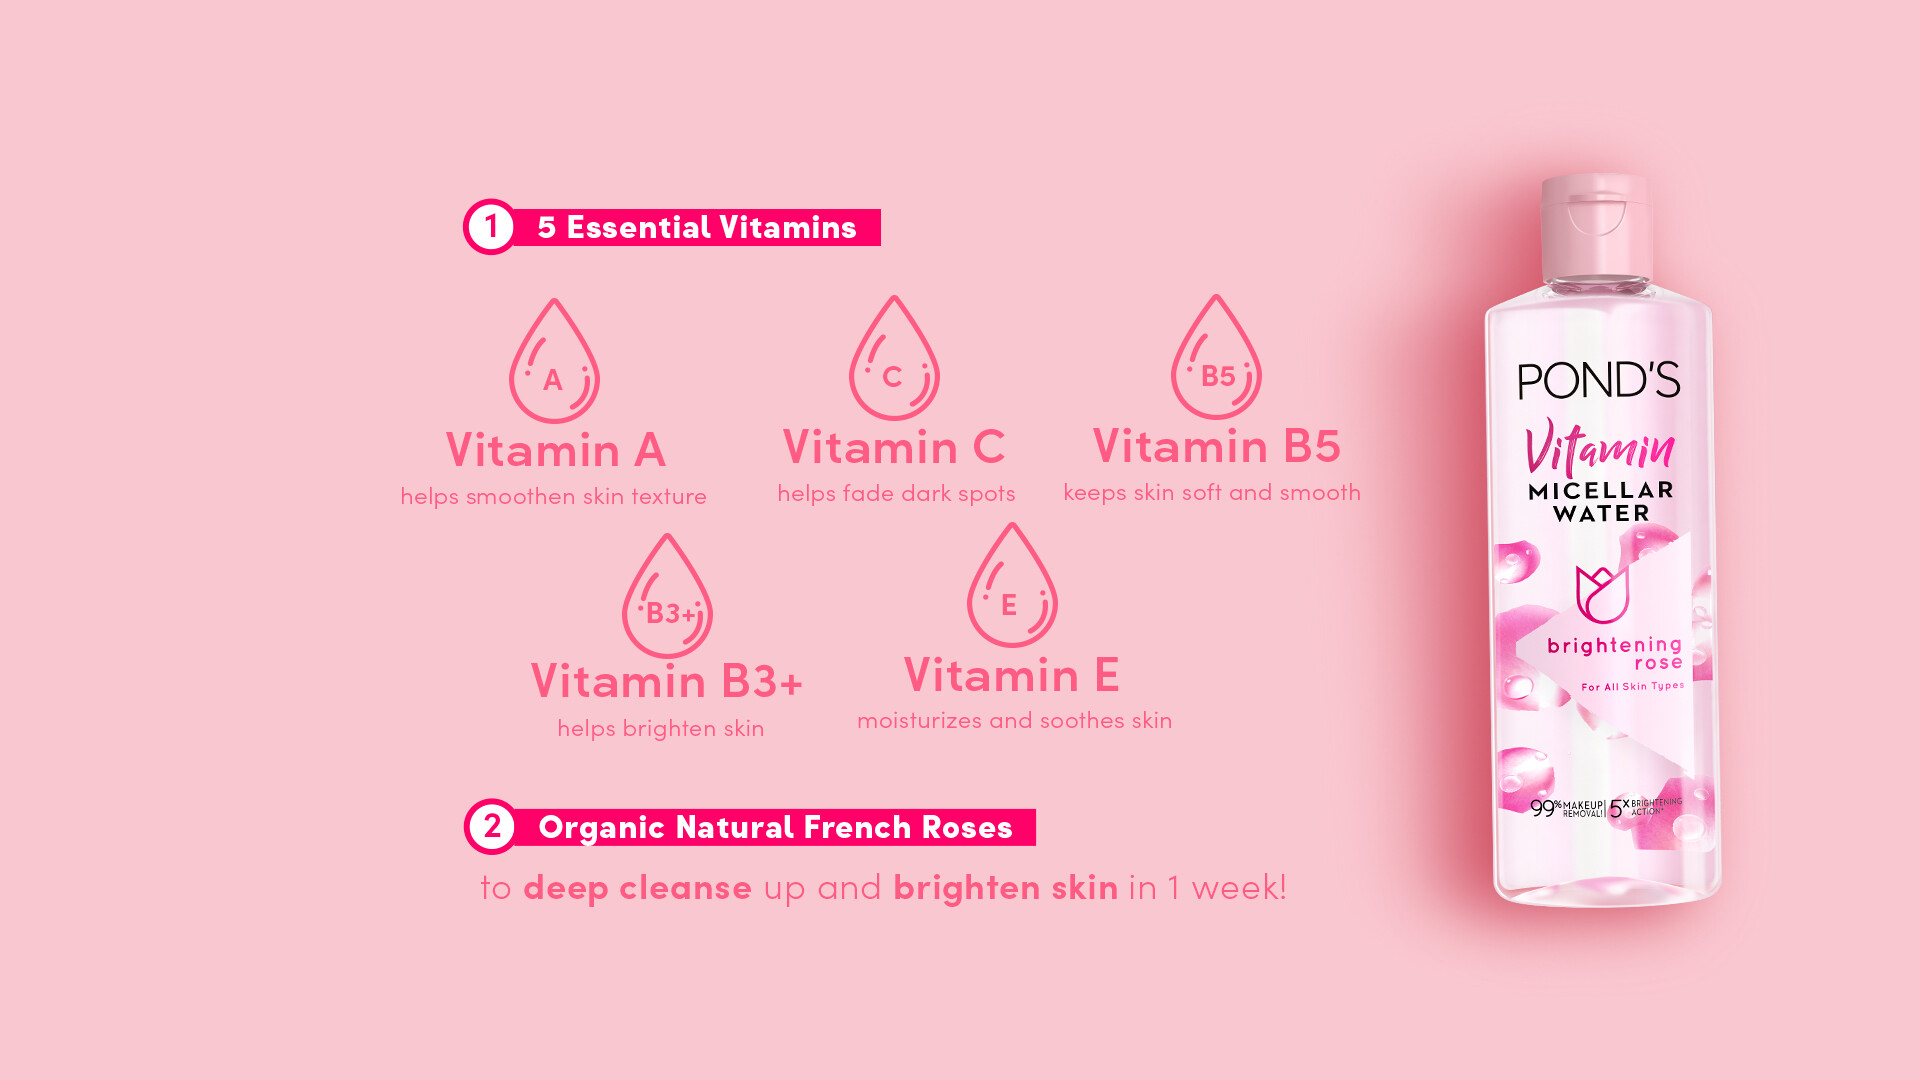 1 5 Essential Vitamins
A
C
B5
Vitamin A
Vitamin C
Vitamin B5
helps smoothen skin texture
helps fade dark spots
keeps skin soft and smooth
B3+
E
Vitamin B3+
Vitamin E
helps brighten skin
moisturizes and soothes skin
2 Organic Natural French Roses
to deep cleanse up and brighten skin in 1 week!
POND'S
Vitamin
MICELLAR
WATER
brightening
rose
For All Skin Types
99% MAKEUP REMOVAL! | 5X BRIGHTENING ACTION*